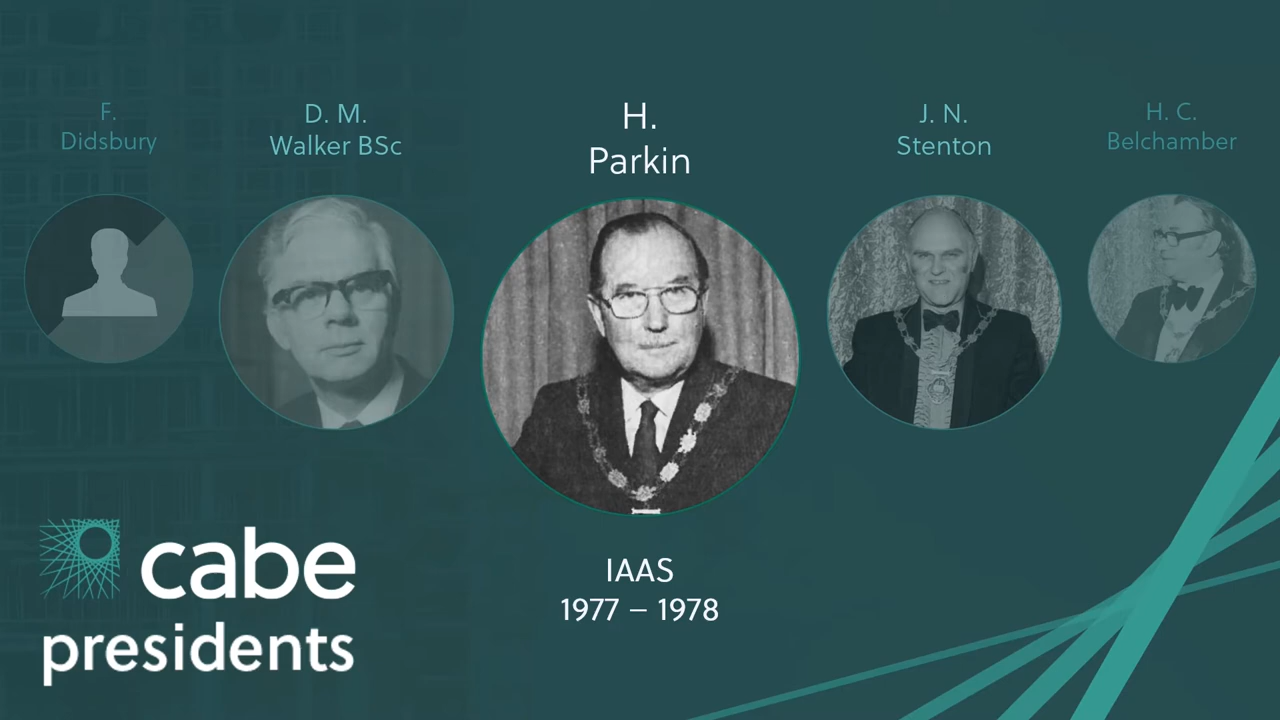 F.
Didsbury
D. M.
Walker BSc
H.
Parkin
J. N.
Stenton
H. C.
Belchamber
IAAS
1977 – 1978
cabe
presidents